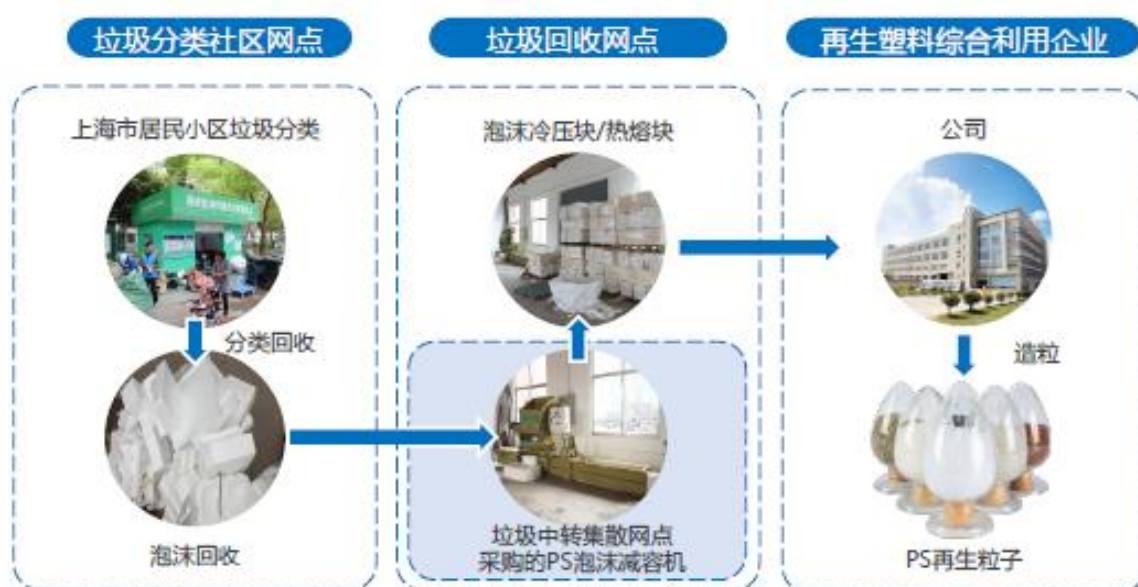 垃圾分类社区网点
垃圾回收网点
再生塑料综合利用企业
上海市居民小区垃圾分类
分类回收
泡沫回收
泡沫冷压块/热熔块
垃圾中转集散网点
采购的PS泡沫减容机
公司
造粒
PS再生粒子